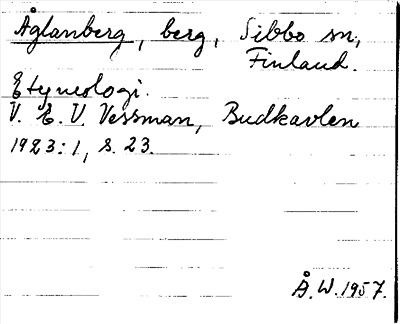 Åglanberg, berg, Sibbo sn,
Finland.
Etymologi.
V. E. V. Vessman, Budkavlen
1923:1, S. 23.
Å. W. 1957.